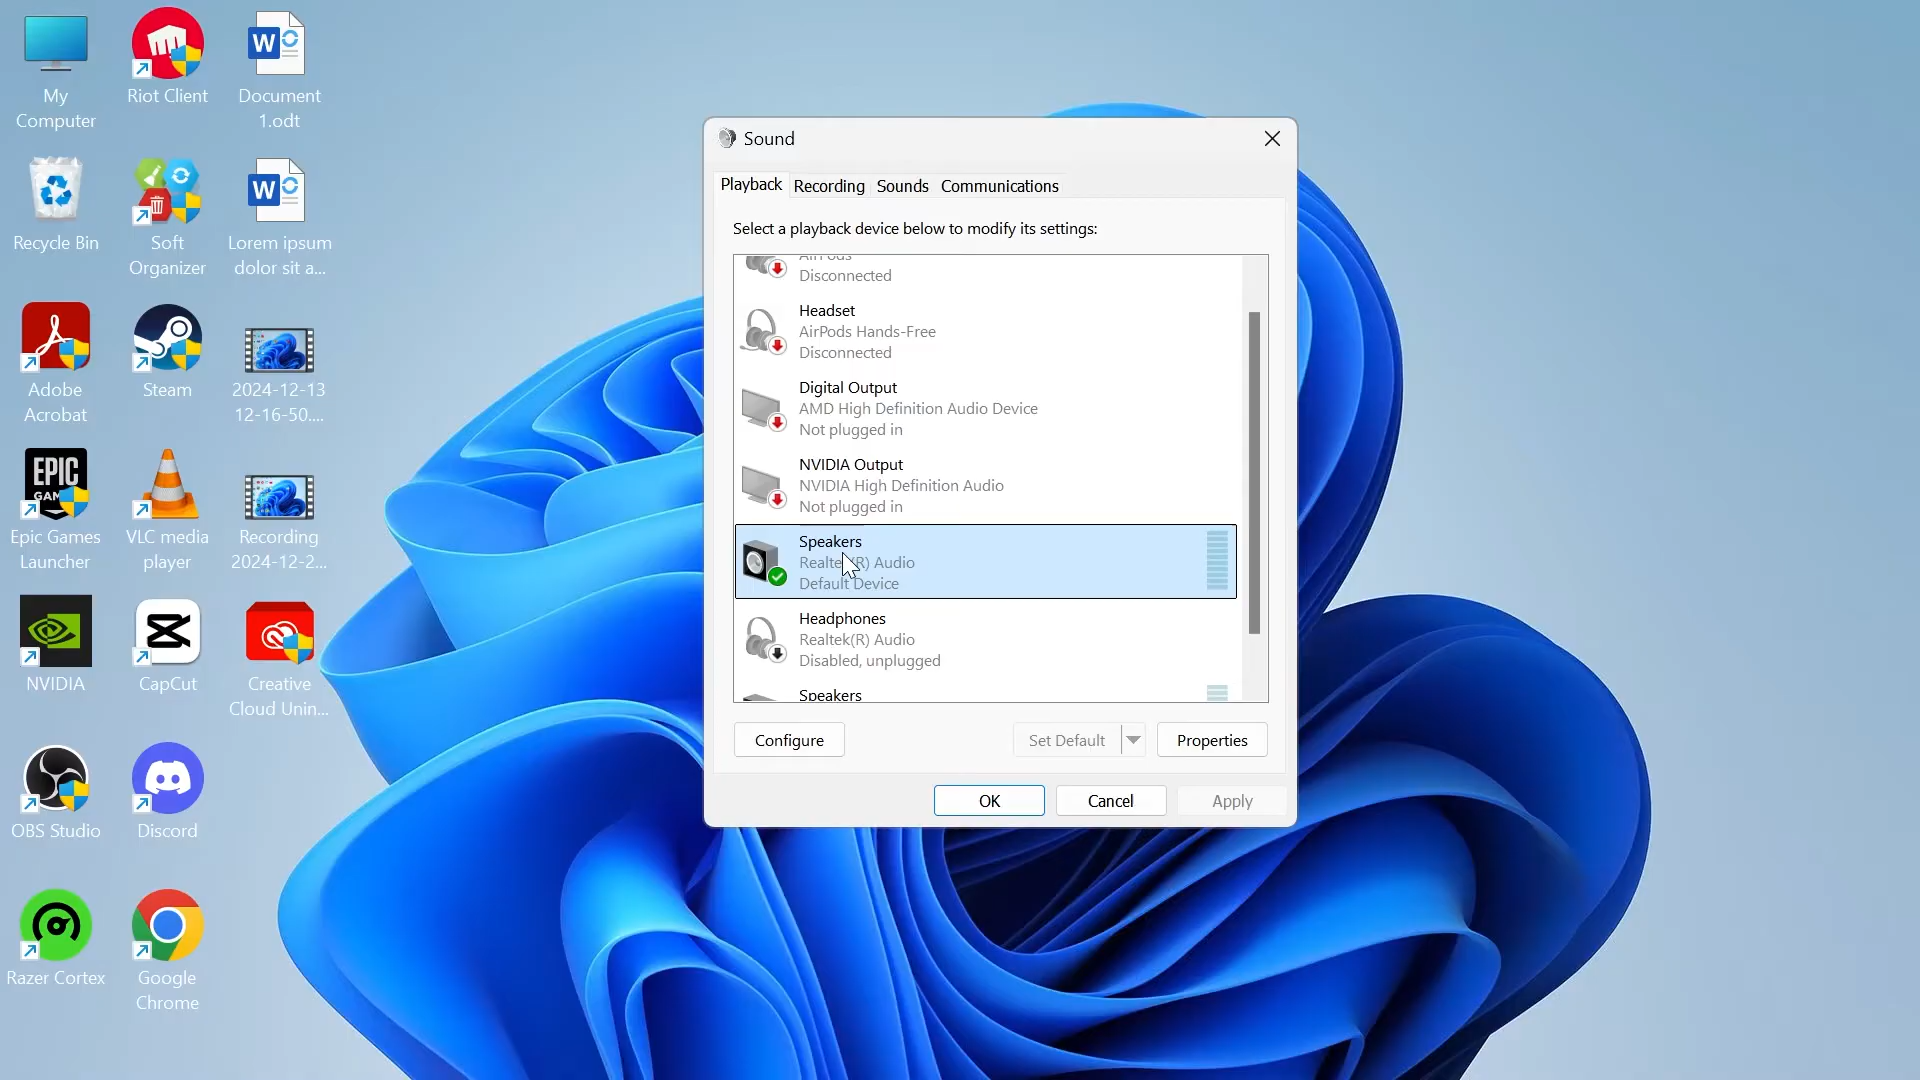 My
Computer
Riot Client
Document
1.odt
Recycle Bin
Soft
Organizer
Lorem ipsum
dolor sit a...
Adobe
Acrobat
Steam
2024-12-13
12-16-50....
EPIC
GAM
Epic Games
Launcher
VLC media
player
Recording
2024-12-2...
NVIDIA
CapCut
Creative
Cloud Unin...
OBS Studio
Discord
Razer Cortex
Google
Chrome
Sound
Playback Recording Sounds Communications
Select a playback device below to modify its settings:
AirPods
Disconnected
Headset
AirPods Hands-Free
Disconnected
Digital Output
AMD High Definition Audio Device
Not plugged in
NVIDIA Output
NVIDIA High Definition Audio
Not plugged in
Speakers
Realtek(R) Audio
Default Device
Headphones
Realtek(R) Audio
Disabled, unplugged
Speakers
Configure
Set Default
Properties
OK
Cancel
Apply